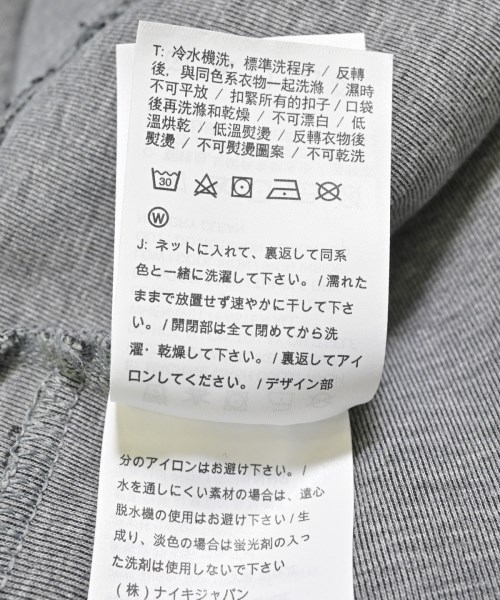 T: 冷水機洗，標準洗程序 / 反轉
後，與同色系衣物一起洗滌 / 濕時
不可平放 / 扣緊所有的扣子 / 口袋
後再洗滌和乾燥 / 不可漂白 / 低
溫烘乾 / 低溫熨燙 / 反轉衣物後
熨燙 / 不可熨燙圖案 / 不可乾洗
30
W
J: ネットに入れて、裏返して同系
色と一緒に洗濯して下さい。/ 濡れた
ままで放置せず速やかに干して下さ
い。/ 開閉部は全て閉めてから洗
濯・乾燥して下さい。/ 裏返してアイ
ロンしてください。/ デザイン部
分のアイロンはお避け下さい。/
水を通しにくい素材の場合は、遠心
脱水機の使用はお避け下さい / 生
成り、淡色の場合は蛍光剤の入っ
た洗剤は使用しないで下さい
(株) ナイキジャパン